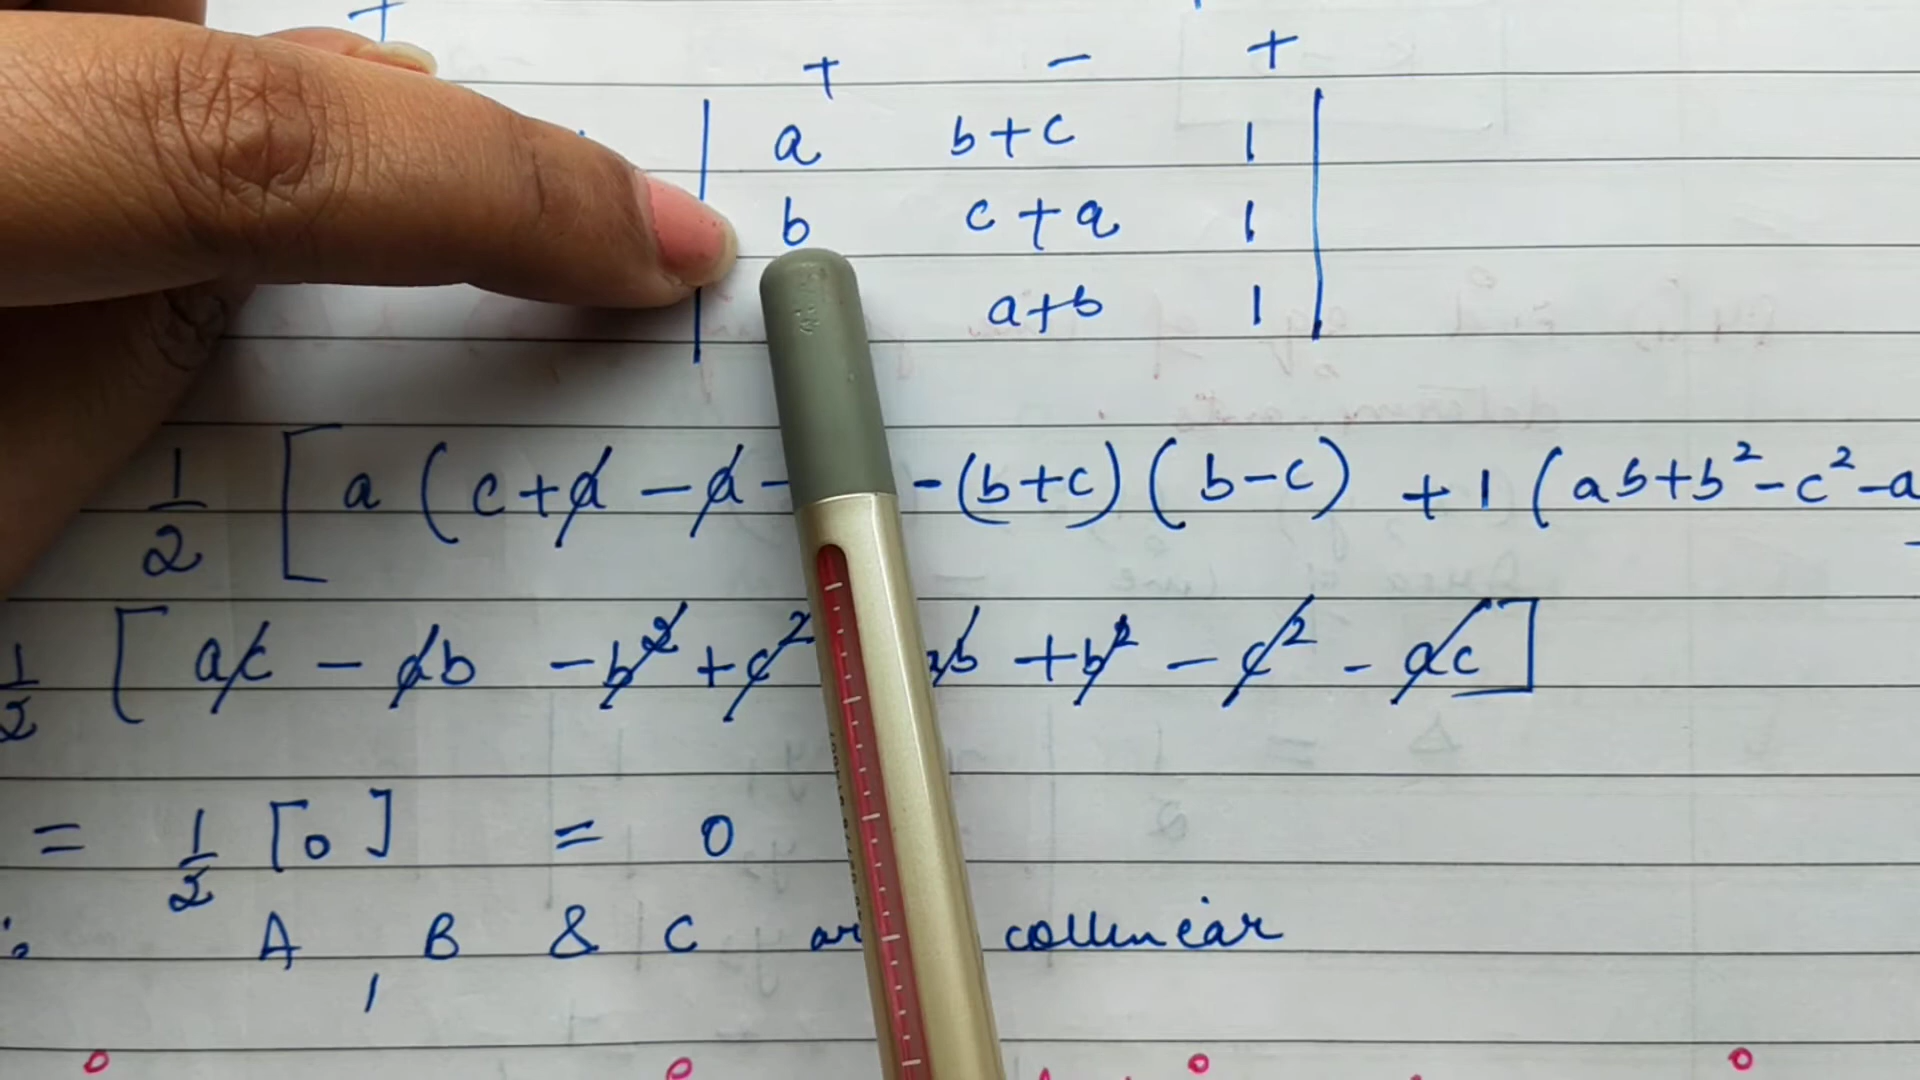 + − +
a b+c 1
b c+a 1
a+b 1
1/2 [ a ( c+a − a − −(b+c) ( b−c) +1 ( ab+b² −c² −a
1/2 [ ac − ab −b² +c² ab +b² − c² − ac ]
= 1/2 [0] = 0
∴ A , B & C ar collinear